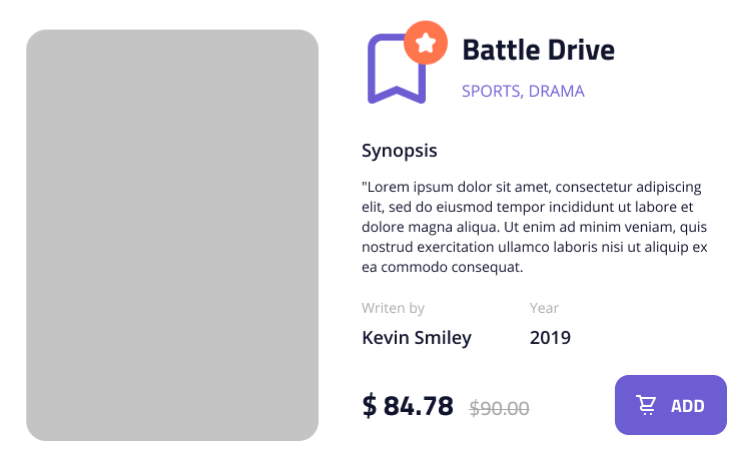 Battle Drive
SPORTS, DRAMA
Synopsis
"Lorem ipsum dolor sit amet, consectetur adipiscing
elit, sed do eiusmod tempor incididunt ut labore et
dolore magna aliqua. Ut enim ad minim veniam, quis
nostrud exercitation ullamco laboris nisi ut aliquip ex
ea commodo consequat.
Writen by
Kevin Smiley
Year
2019
$ 84.78 $90.00
ADD